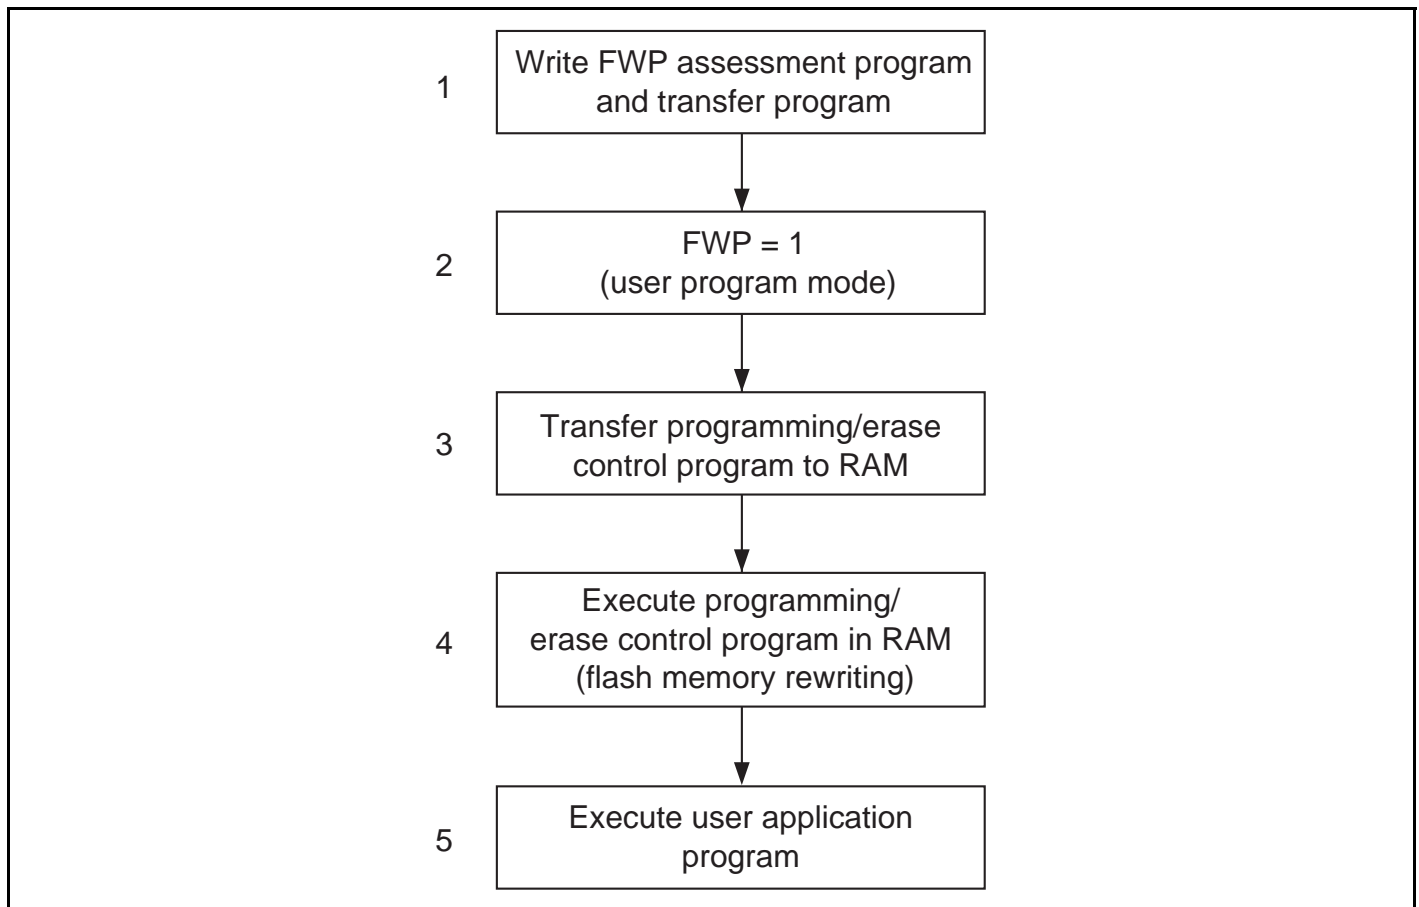 1
Write FWP assessment program
and transfer program
2
FWP = 1
(user program mode)
3
Transfer programming/erase
control program to RAM
4
Execute programming/
erase control program in RAM
(flash memory rewriting)
5
Execute user application
program